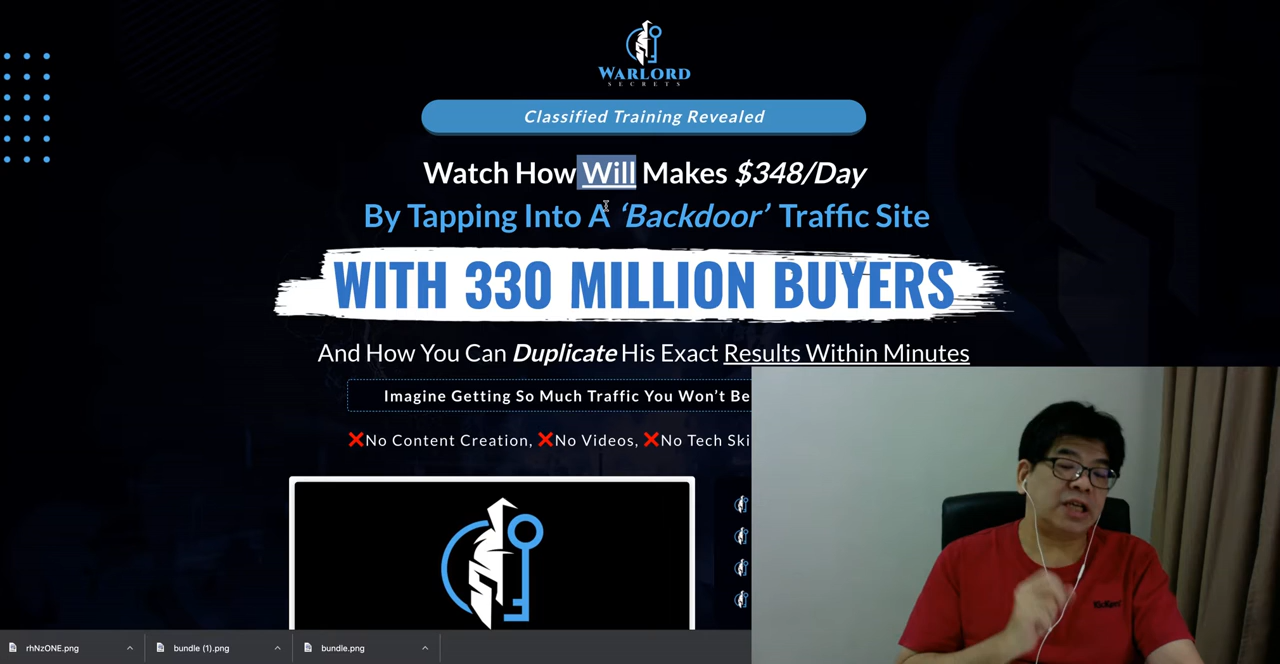 WARLORD
SECRETS
Classified Training Revealed
Watch How Will Makes $348/Day
By Tapping Into A ‘Backdoor’ Traffic Site
WITH 330 MILLION BUYERS
And How You Can Duplicate His Exact Results Within Minutes
Imagine Getting So Much Traffic You Won’t Be
❌No Content Creation, ❌No Videos, ❌No Tech Ski
rhNzONE.png
bundle (1).png
bundle.png